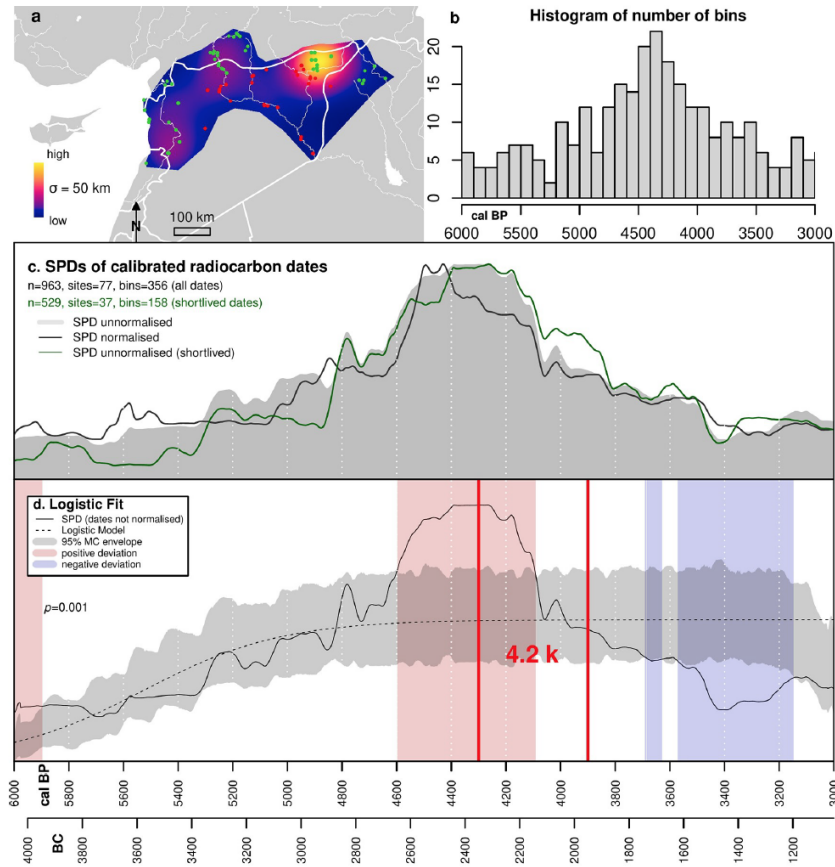 a
high
σ = 50 km
low
N
100 km
b
Histogram of number of bins
20
15
10
5
0
cal BP
6000 5500 5000 4500 4000 3500 3000
c. SPDs of calibrated radiocarbon dates
n=963, sites=77, bins=356 (all dates)
n=529, sites=37, bins=158 (shortlived dates)
SPD unnormalised
SPD normalised
SPD unnormalised (shortlived)
d. Logistic Fit
SPD (dates not normalised)
Logistic Model
95% MC envelope
positive deviation
negative deviation
p=0.001
4.2 k
6000 cal BP 5800 5600 5400 5200 5000 4800 4600 4400 4200 4000 3800 3600 3400 3200 3000
4000 BC 3800 3600 3400 3200 3000 2800 2600 2400 2200 2000 1800 1600 1400 1200